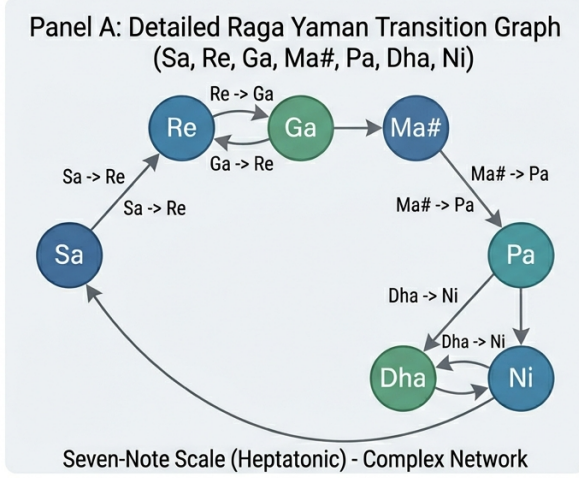 Panel A: Detailed Raga Yaman Transition Graph
(Sa, Re, Ga, Ma#, Pa, Dha, Ni)
Re -> Ga
Re
Ga
Ma#
Ga -> Re
Sa -> Re
Ma# -> Pa
Sa -> Re
Ma# -> Pa
Sa
Pa
Dha -> Ni
Dha -> Ni
Dha
Ni
Seven-Note Scale (Heptatonic) - Complex Network